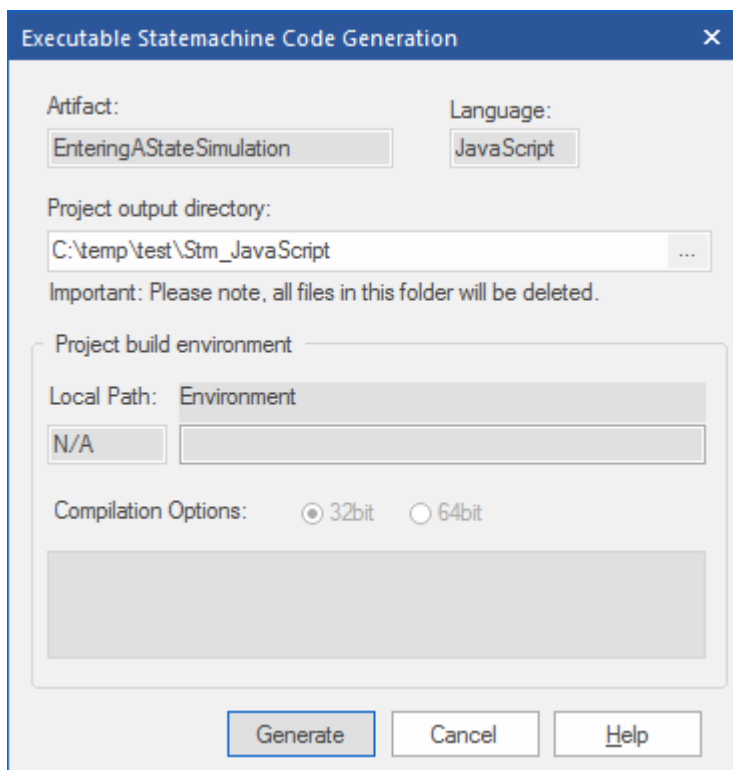 Executable Statemachine Code Generation
Artifact: Language:
EnteringAStateSimulation JavaScript
Project output directory:
C:\temp\test\Stm_JavaScript ...
Important: Please note, all files in this folder will be deleted.
Project build environment
Local Path: Environment
N/A
Compilation Options: 32bit 64bit
Generate Cancel Help